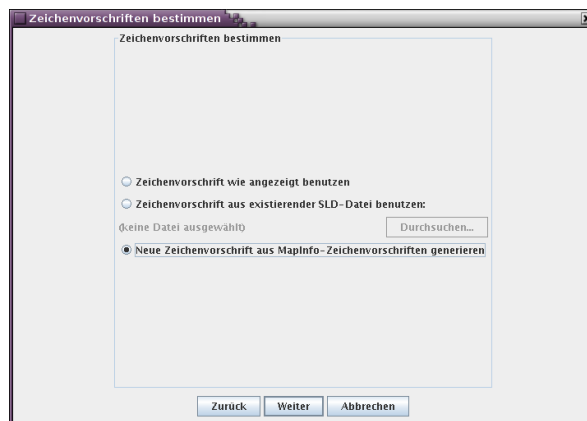 Zeichenvorschriften bestimmen
Zeichenvorschriften bestimmen
Zeichenvorschrift wie angezeigt benutzen
Zeichenvorschrift aus existierender SLD-Datei benutzen:
(keine Datei ausgewählt) Durchsuchen...
Neue Zeichenvorschrift aus MapInfo-Zeichenvorschriften generieren
Zurück Weiter Abbrechen